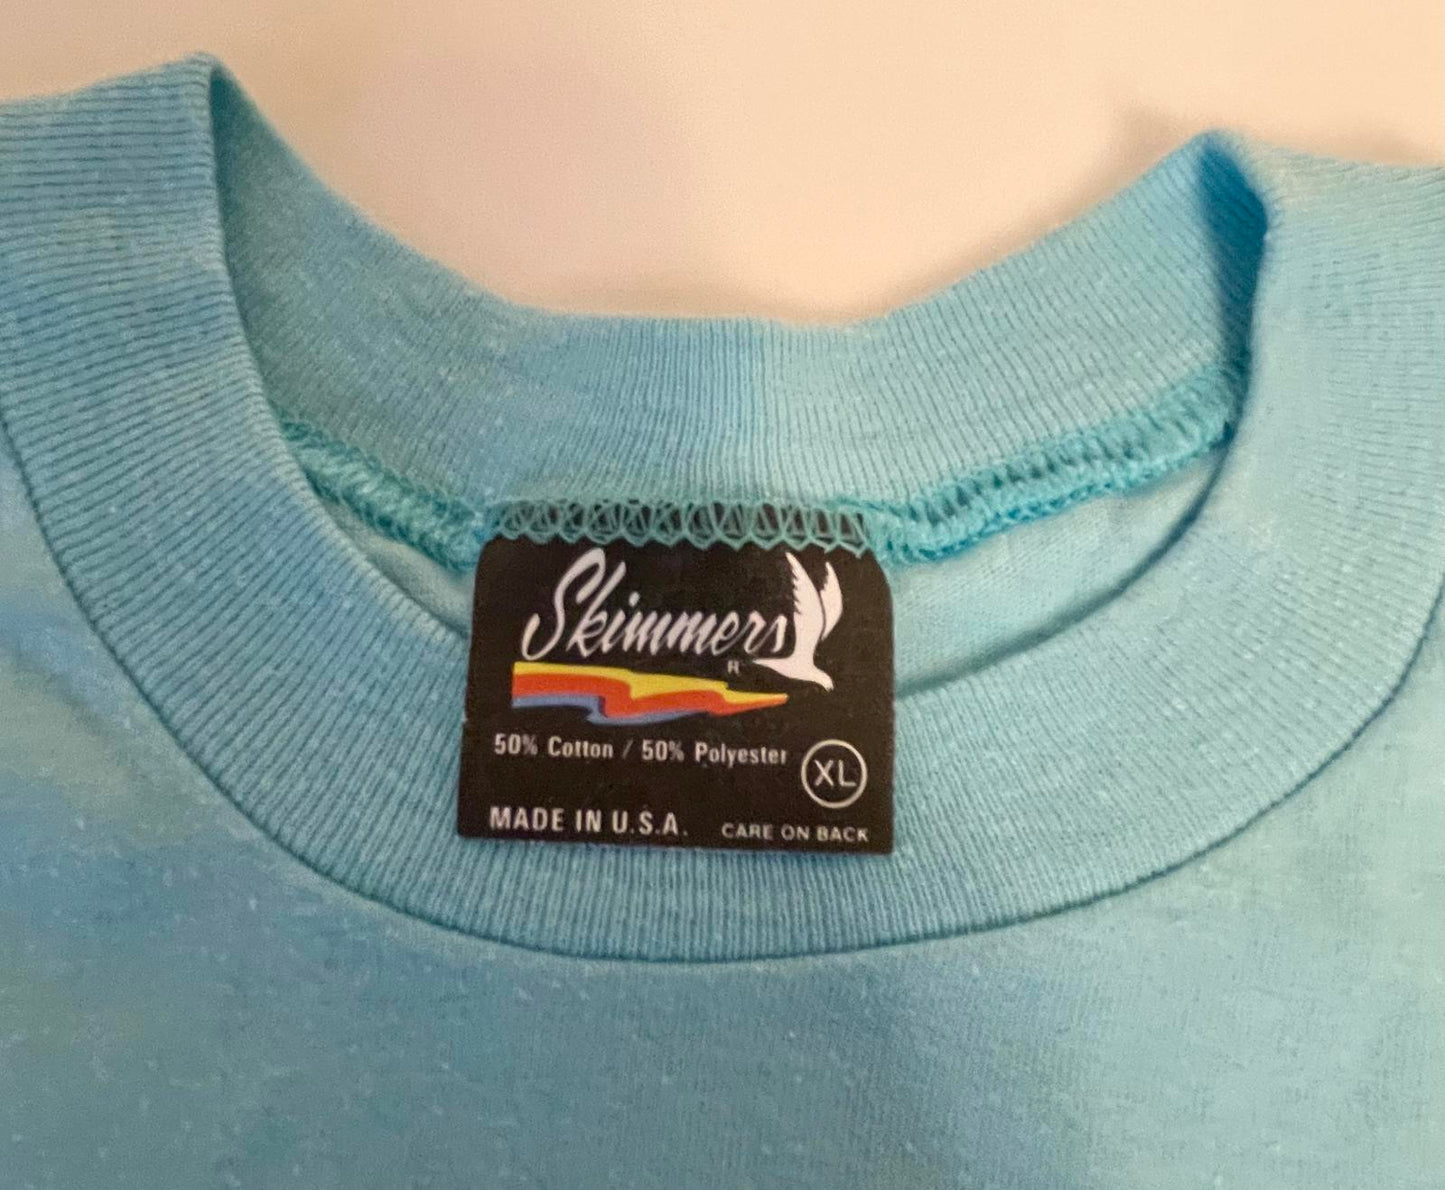 Skimmers
R
50% Cotton / 50% Polyester
XL
MADE IN U.S.A. CARE ON BACK